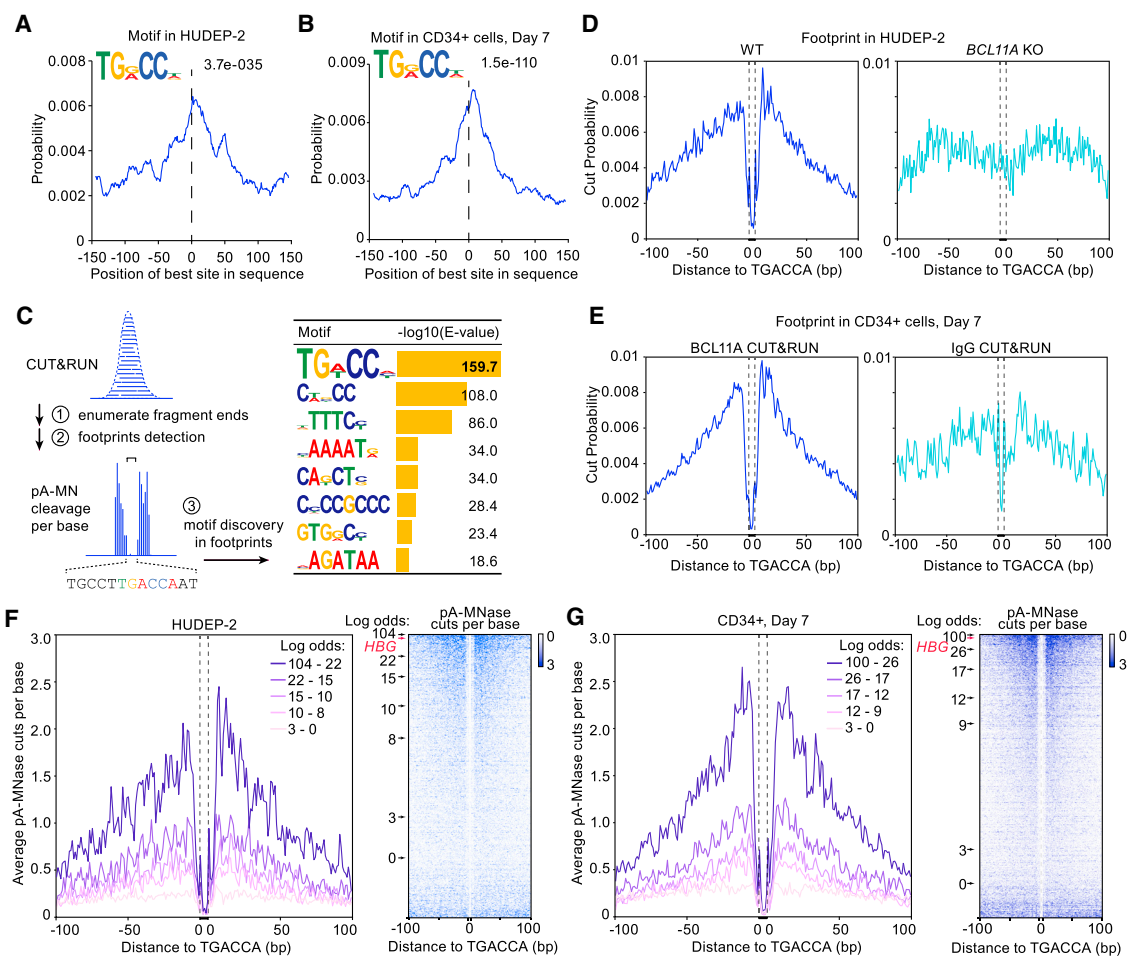 A
Motif in HUDEP-2
TGGCCT
3.7e-035
Probability
0.008
0.006
0.004
0.002
0
-150 -100 -50 0 50 100 150
Position of best site in sequence
B
Motif in CD34+ cells, Day 7
TGGCCT
1.5e-110
Probability
0.009
0.006
0.003
0
-150 -100 -50 0 50 100 150
Position of best site in sequence
D
Footprint in HUDEP-2
WT
BCL11A KO
Cut Probability
0.01
0.008
0.006
0.004
0.002
0
-100 -50 0 50 100
Distance to TGACCA (bp)
0.01
0
-100 -50 0 50 100
Distance to TGACCA (bp)
C
CUT&RUN
1 enumerate fragment ends
2 footprints detection
pA-MN
cleavage
per base
3
motif discovery
in footprints
TGCCTTGACCAAT
Motif -log10(E-value)
159.7
108.0
86.0
34.0
34.0
28.4
23.4
18.6
E
Footprint in CD34+ cells, Day 7
BCL11A CUT&RUN
IgG CUT&RUN
Cut Probability
0.01
0.008
0.006
0.004
0.002
0
-100 -50 0 50 100
Distance to TGACCA (bp)
0.01
0
-100 -50 0 50 100
Distance to TGACCA (bp)
F
HUDEP-2
Average pA-MNase cuts per base
3.0
2.5
2.0
1.5
1.0
0.5
0
Log odds:
104 - 22
22 - 15
15 - 10
10 - 8
3 - 0
-100 -50 0 50 100
Distance to TGACCA (bp)
Log odds:
pA-MNase
cuts per base
104
HBG
22
15
10
8
3
0
0
3
-100 0 0 100
Distance to TGACCA (bp)
G
CD34+, Day 7
Average pA-MNase cuts per base
3.0
2.5
2.0
1.5
1.0
0.5
0
Log odds:
100 - 26
26 - 17
17 - 12
12 - 9
3 - 0
-100 -50 0 50 100
Distance to TGACCA (bp)
Log odds:
pA-MNase
cuts per base
100
HBG
26
17
12
9
3
0
0
3
-100 0 0 100
Distance to TGACCA (bp)